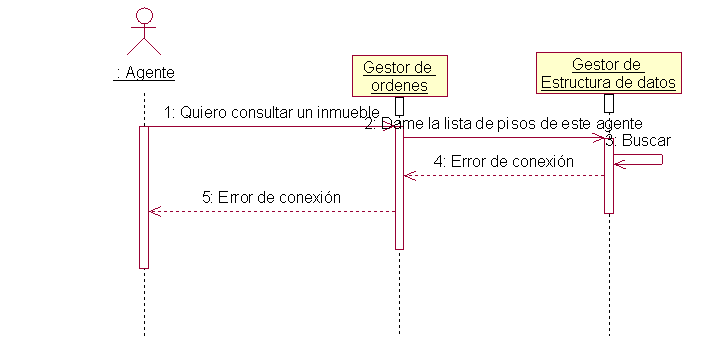 : Agente
Gestor de
ordenes
Gestor de
Estructura de datos
1: Quiero consultar un inmueble
2: Dame la lista de pisos de este agente
3: Buscar
4: Error de conexión
5: Error de conexión